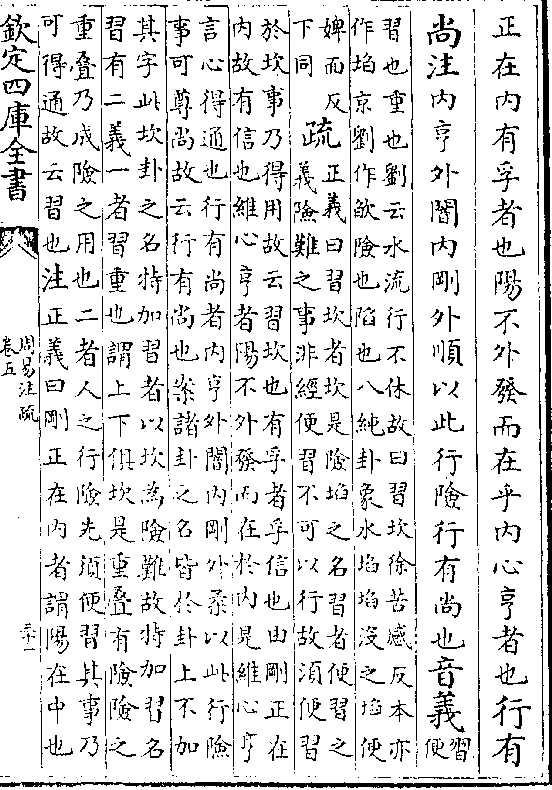 正在内有孚者也陽不外發而在乎内心亨者也行有
尚注内亨外闇内剛外順以此行險行有尚也音義習
便
習也重也劉云水流行不休故曰習坎徐苦感反本亦
作埳京劉作欿險也陷也八純卦象水埳埳没之埳便
婢而反
下同
疏
正義曰習坎者坎是險埳之名習者便習之
義險難之事非經便習不可以行故須便習
於坎事乃得用故云習坎也有孚者孚信也由剛正在
内故有信也維心亨者陽不外發而在於内是維心亨
言心得通也行有尚者内亨外闇内剛外柔以此行險
事可尊尚故云行有尚也案諸卦之名皆於卦上不加
其字此坎卦之名特加習者以坎為險難故特加習名
習有二義一者習重也謂上下俱坎是重疊有險險之
重疊乃成險之用也二者人之行險先須便習其事乃
可得通故云習也注正義曰剛正在内者謂陽在中也
欽定四庫全書
周易注疏
卷五